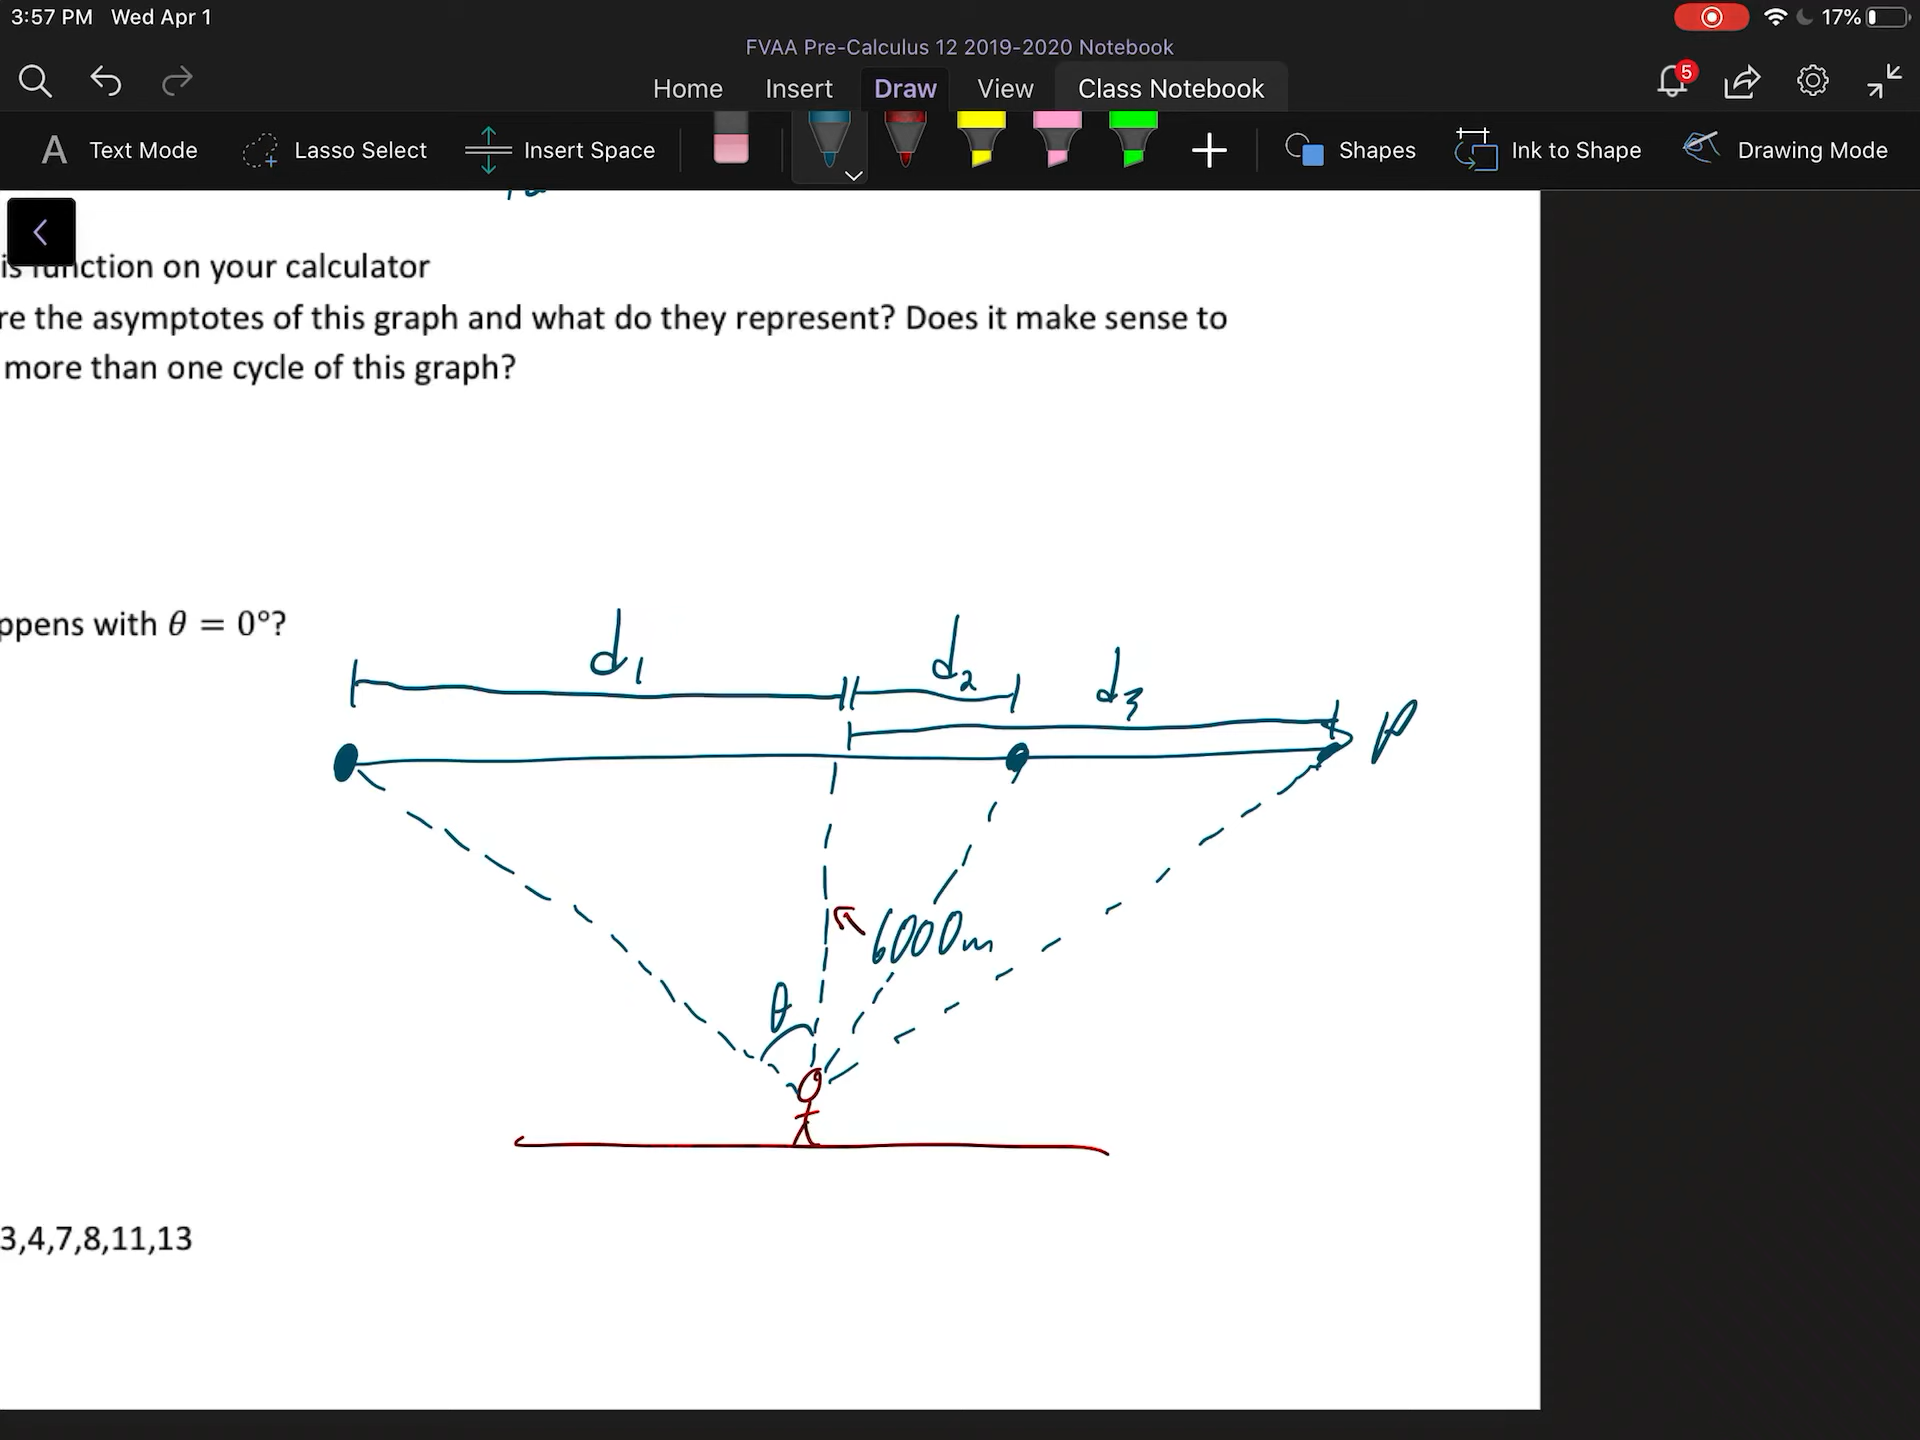 3:57 PM Wed Apr 1
17%
FVAA Pre-Calculus 12 2019-2020 Notebook
Home Insert Draw View Class Notebook
5
A Text Mode Lasso Select Insert Space Shapes Ink to Shape Drawing Mode
is function on your calculator
re the asymptotes of this graph and what do they represent? Does it make sense to
more than one cycle of this graph?
ppens with θ = 0°?
d1 d2 d3
P
6000m
θ
3,4,7,8,11,13